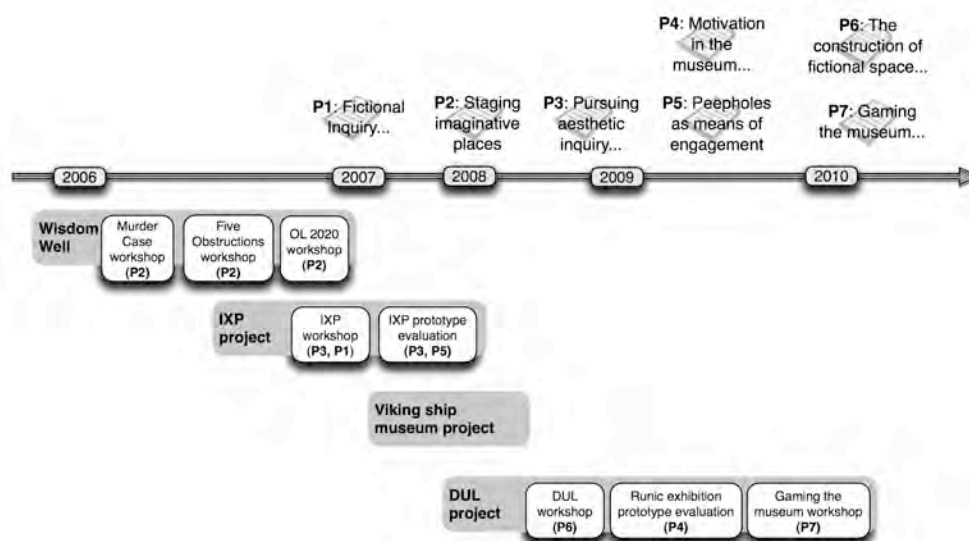 P4: Motivation
in the
museum...
P6: The
construction of
fictional space...
P1: Fictional
Inquiry...
P2: Staging
imaginative
places
P3: Pursuing
aesthetic
inquiry...
P5: Peepholes
as means of
engagement
P7: Gaming
the museum...
2006
2007
2008
2009
2010
Wisdom
Well
Murder
Case
workshop
(P2)
Five
Obstructions
workshop
(P2)
OL 2020
workshop
(P2)
IXP
project
IXP
workshop
(P3, P1)
IXP prototype
evaluation
(P3, P5)
Viking ship
museum project
DUL
project
DUL
workshop
(P6)
Runic exhibition
prototype evaluation
(P4)
Gaming the
museum workshop
(P7)